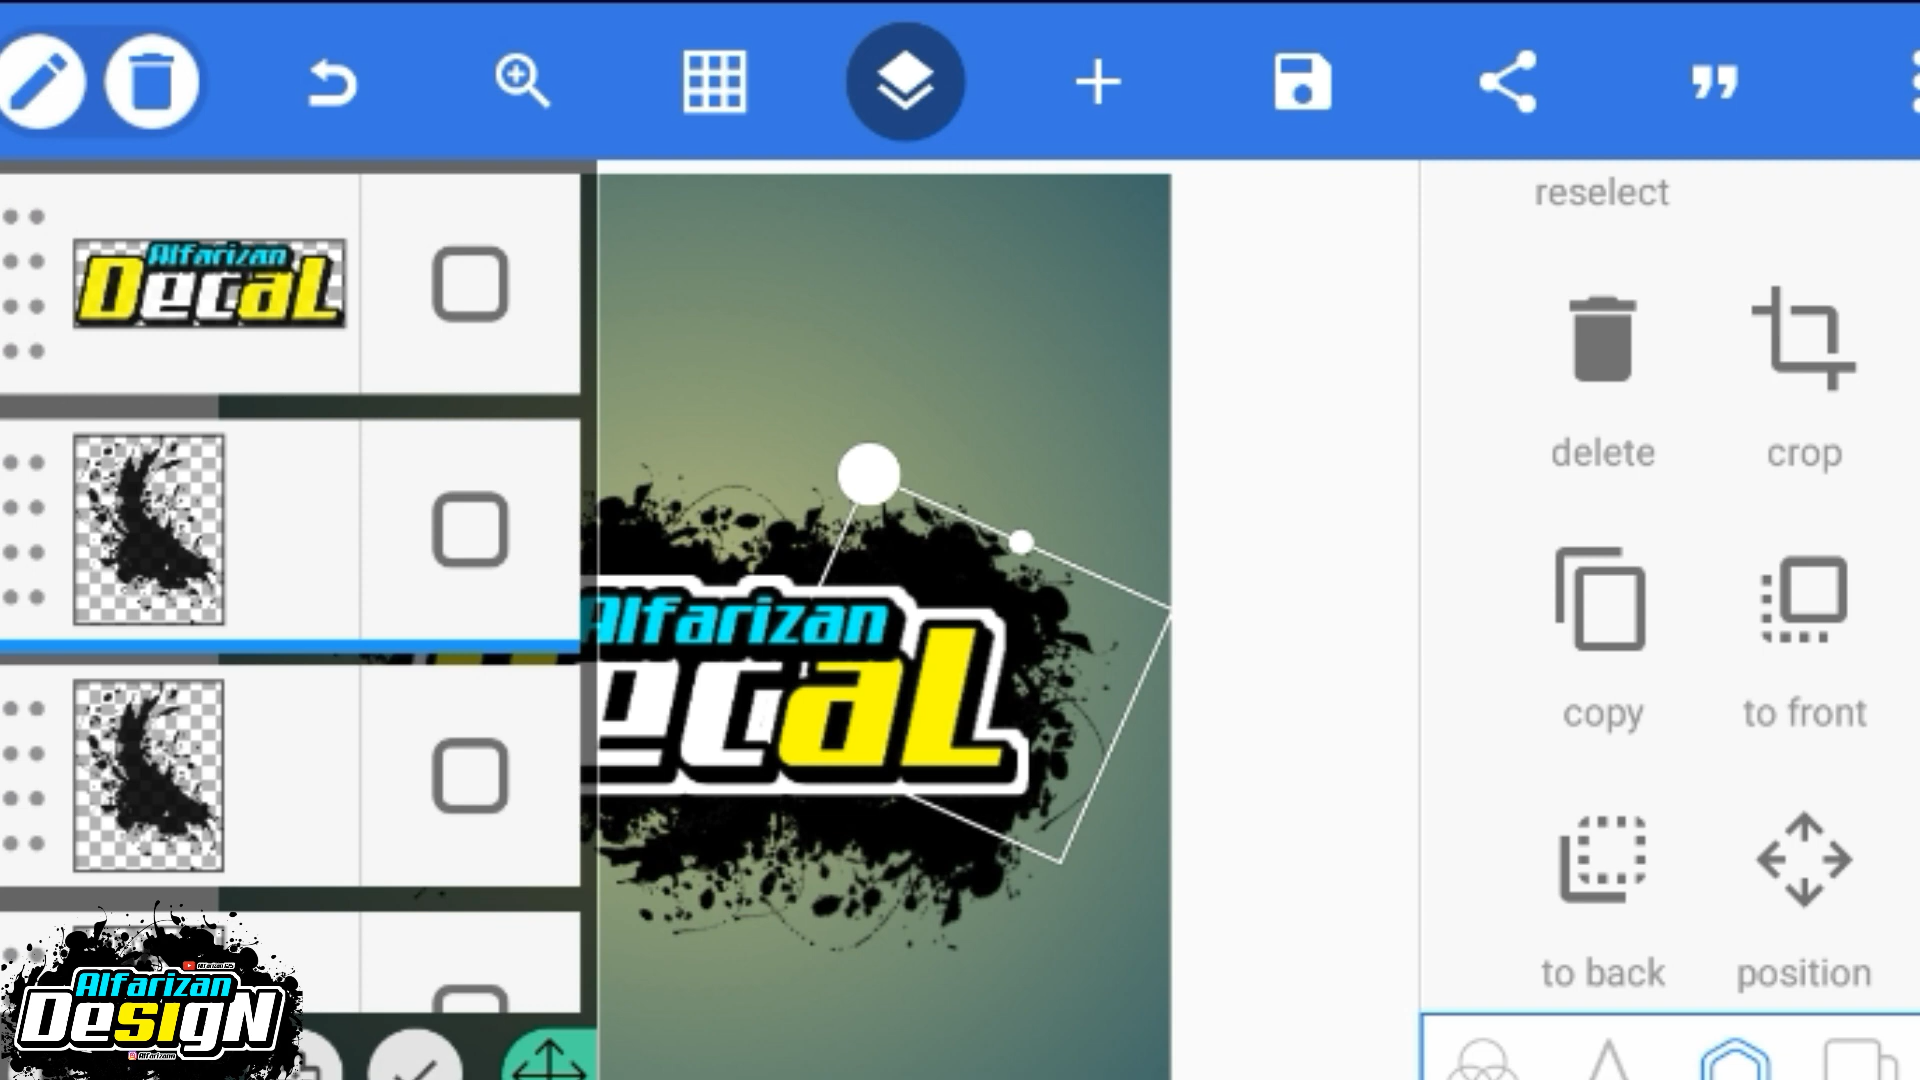 reselect
Alfarizan
DecaL
delete
crop
Alfarizan
ecaL
copy
to front
to back
position
Alfarizan
DesigN